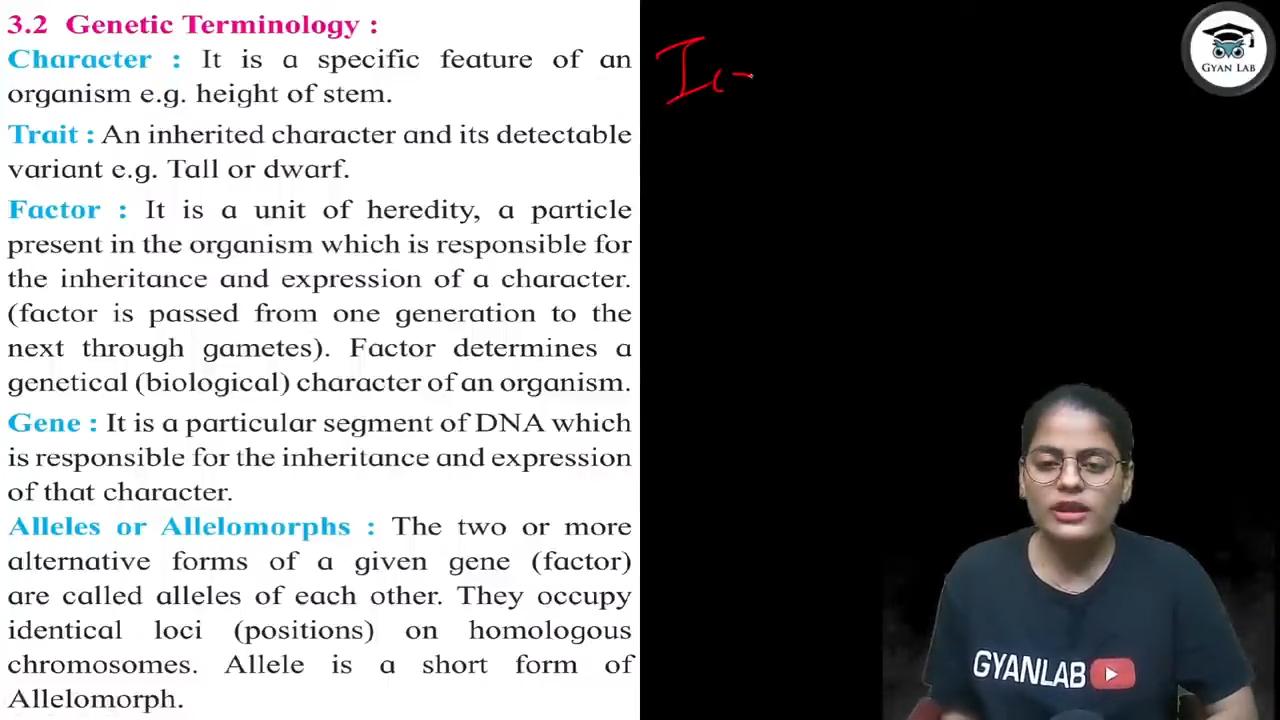 3.2 Genetic Terminology :
Character : It is a specific feature of an
organism e.g. height of stem.
Trait : An inherited character and its detectable
variant e.g. Tall or dwarf.
Factor : It is a unit of heredity, a particle
present in the organism which is responsible for
the inheritance and expression of a character.
(factor is passed from one generation to the
next through gametes). Factor determines a
genetical (biological) character of an organism.
Gene : It is a particular segment of DNA which
is responsible for the inheritance and expression
of that character.
Alleles or Allelomorphs : The two or more
alternative forms of a given gene (factor)
are called alleles of each other. They occupy
identical loci (positions) on homologous
chromosomes. Allele is a short form of
Allelomorph.
GYAN LAB
GYANLAB